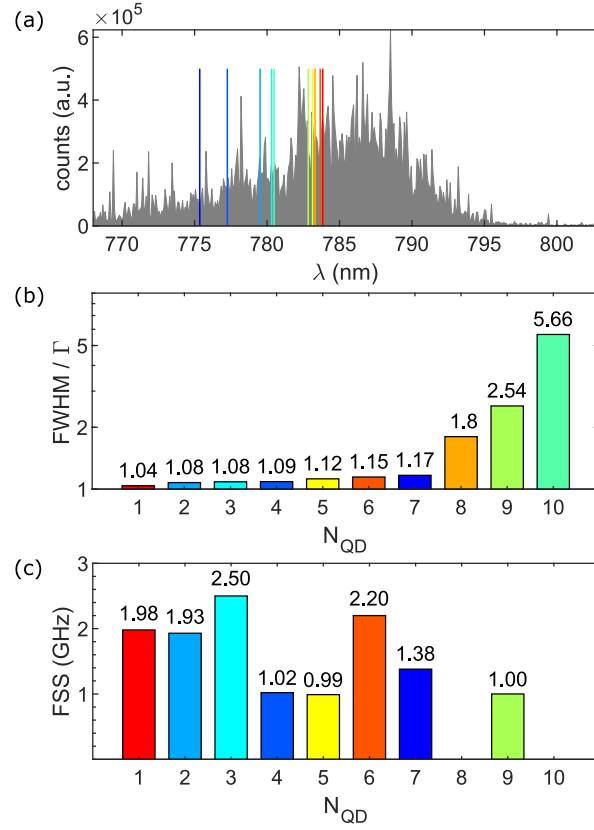 (a)
×10⁵
6
4
2
0
counts (a.u.)
770 775 780 785 790 795 800
λ (nm)
(b)
FWHM / Γ
5
2
1
1.04 1.08 1.08 1.09 1.12 1.15 1.17 1.8 2.54 5.66
1 2 3 4 5 6 7 8 9 10
N_QD
(c)
FSS (GHz)
3
2
1
1.98 1.93 2.50 1.02 0.99 2.20 1.38 1.00
1 2 3 4 5 6 7 8 9 10
N_QD